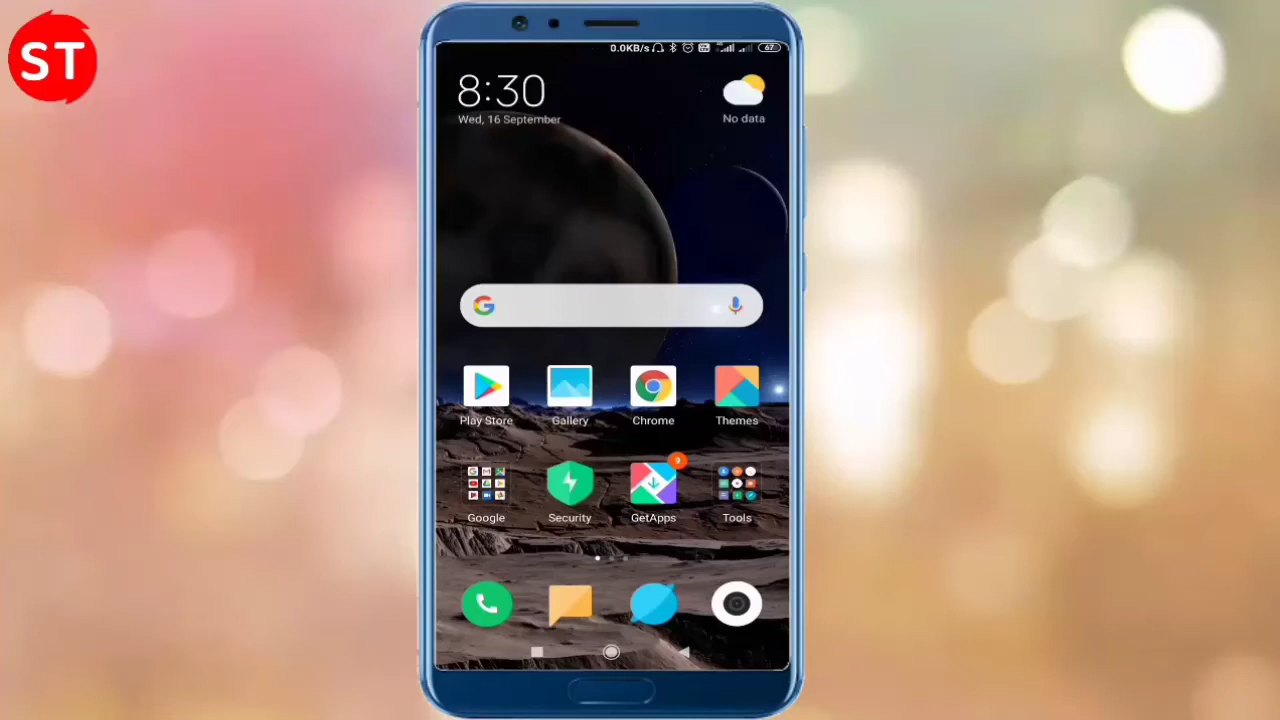 ST
0.0KB/s 67
8:30
Wed, 16 September
No data
Play Store Gallery Chrome Themes
9
Google Security GetApps Tools